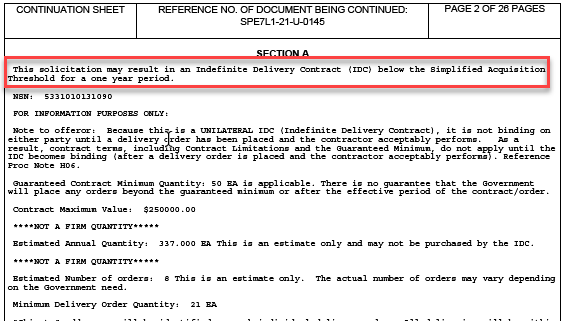 CONTINUATION SHEET
REFERENCE NO. OF DOCUMENT BEING CONTINUED:
SPE7L1-21-U-0145
PAGE 2 OF 26 PAGES
SECTION A
This solicitation may result in an Indefinite Delivery Contract (IDC) below the Simplified Acquisition
Threshold for a one year period.
NSN: 5331010131090
FOR INFORMATION PURPOSES ONLY:
Note to offeror: Because this is a UNILATERAL IDC (Indefinite Delivery Contract), it is not binding on
either party until a delivery order has been placed and the contractor acceptably performs. As a
result, contract terms, including Contract Limitations and the Guaranteed Minimum, do not apply until the
IDC becomes binding (after a delivery order is placed and the contractor acceptably performs). Reference
Proc Note H06.
Guaranteed Contract Minimum Quantity: 50 EA is applicable. There is no guarantee that the Government
will place any orders beyond the guaranteed minimum or after the effective period of the contract/order.
Contract Maximum Value: $250000.00
****NOT A FIRM QUANTITY*****
Estimated Annual Quantity: 337.000 EA This is an estimate only and may not be purchased by the IDC.
****NOT A FIRM QUANTITY*****
Estimated Number of orders: 8 This is an estimate only. The actual number of orders may vary depending
on the Government need.
Minimum Delivery Order Quantity: 21 EA